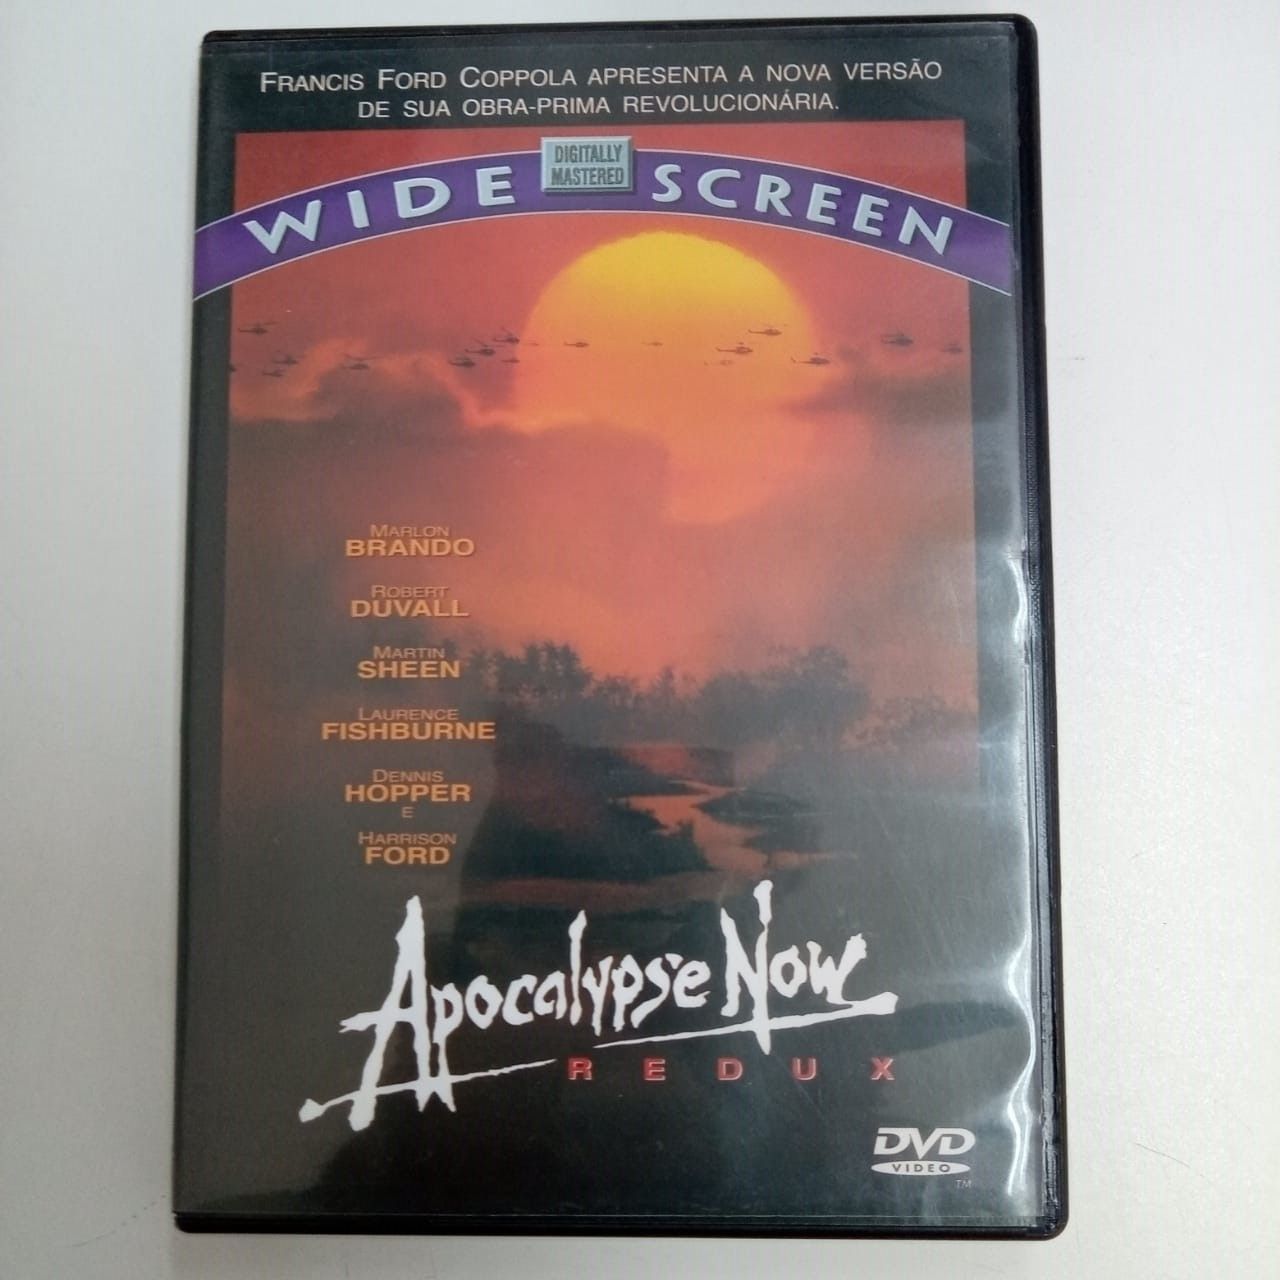 FRANCIS FORD COPPOLA APRESENTA A NOVA VERSÃO
DE SUA OBRA-PRIMA REVOLUCIONÁRIA.
DIGITALLY
MASTERED
WIDE SCREEN
MARLON
BRANDO
ROBERT
DUVALL
MARTIN
SHEEN
LAURENCE
FISHBURNE
DENNIS
HOPPER
E
HARRISON
FORD
APOCALYPSE NOW
REDUX
DVD
VIDEO
TM